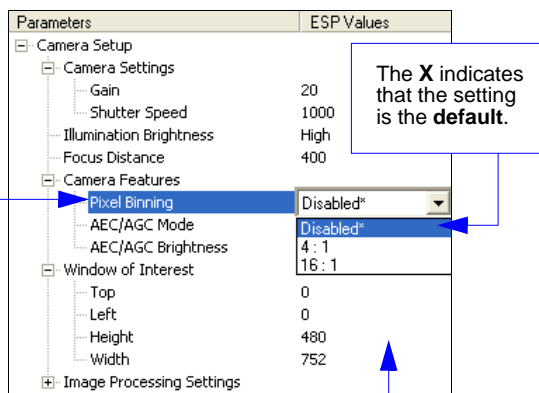 Parameters ESP Values
Camera Setup
Camera Settings
Gain 20
Shutter Speed 1000
Illumination Brightness High
Focus Distance 400
Camera Features
Pixel Binning Disabled*
AEC/AGC Mode Disabled*
AEC/AGC Brightness 4 : 1
16 : 1
Window of Interest
Top 0
Left 0
Height 480
Width 752
Image Processing Settings
The X indicates
that the setting
is the default.